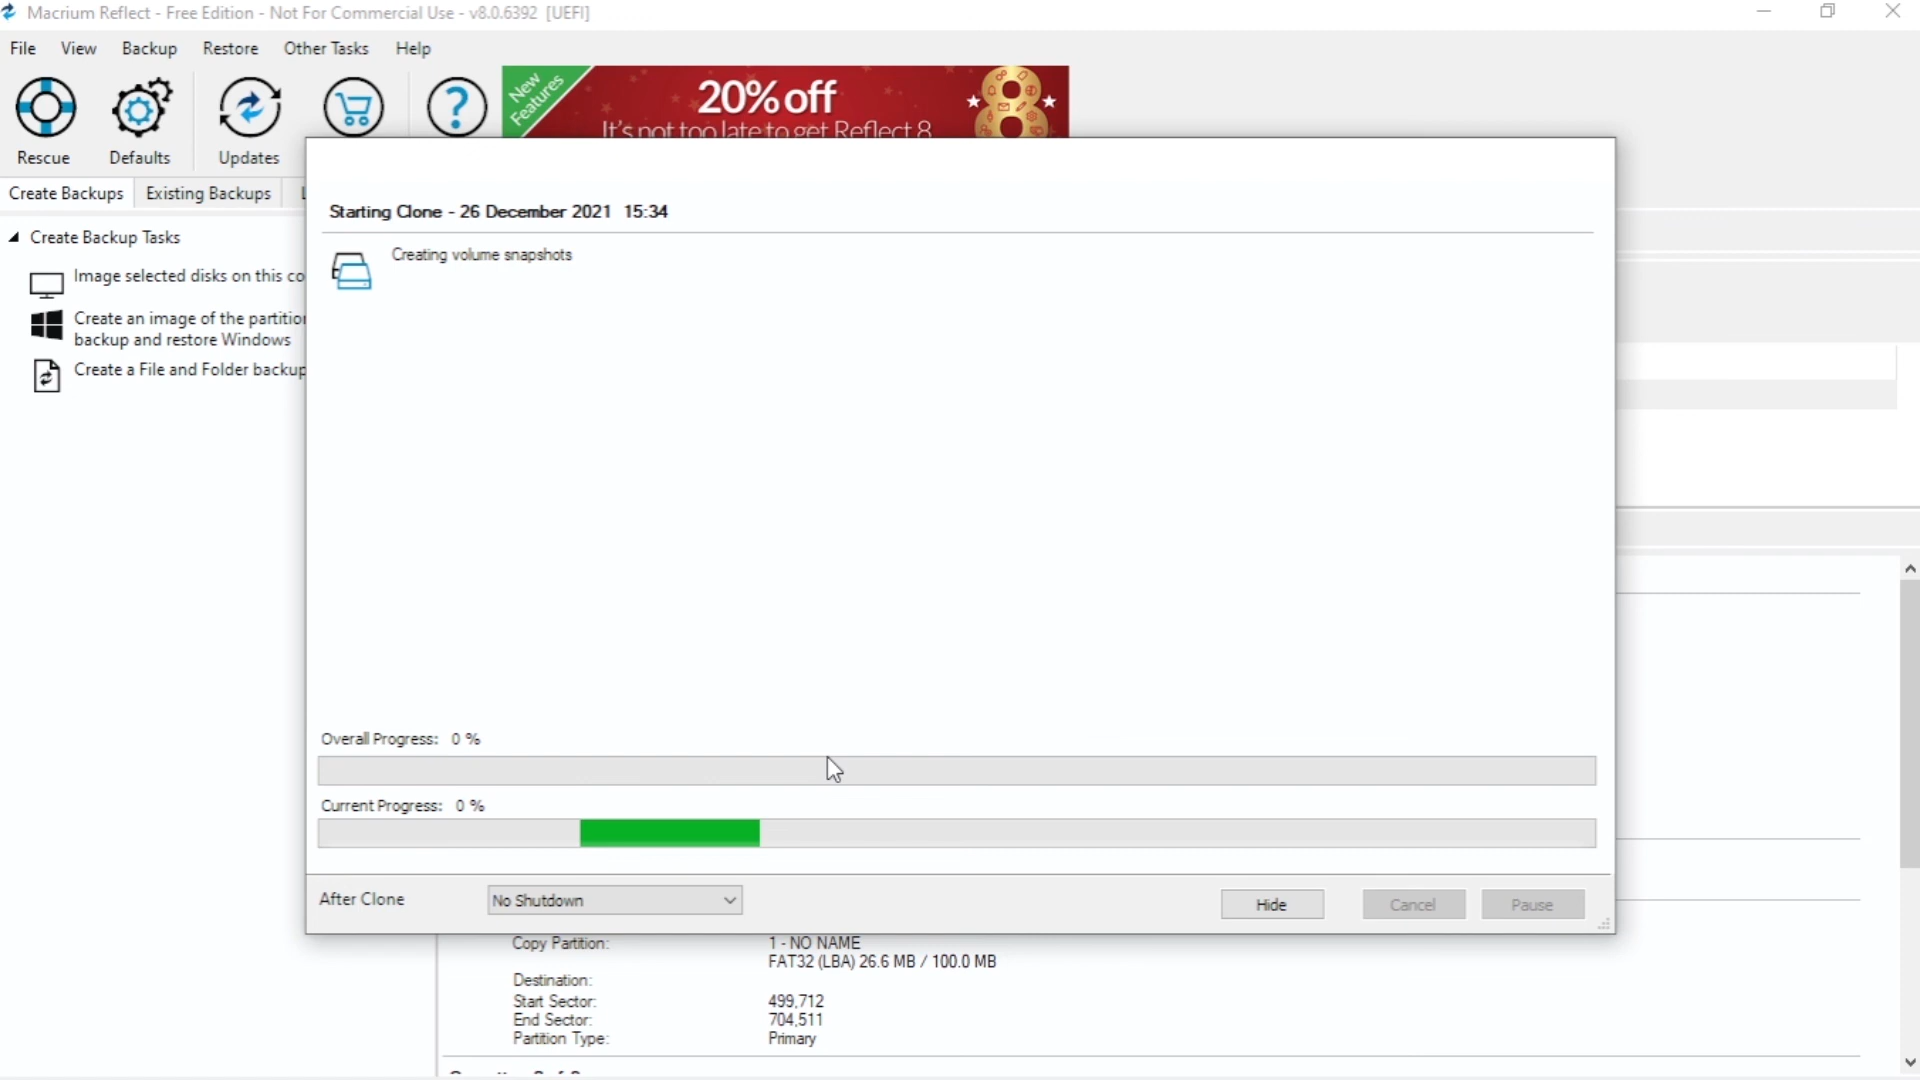 Macrium Reflect - Free Edition - Not For Commercial Use - v8.0.6392 [UEFI]
File View Backup Restore Other Tasks Help
New Features
20% off
It's not too late to get Reflect 8
Rescue Defaults Updates
Create Backups Existing Backups
Starting Clone - 26 December 2021 15:34
Create Backup Tasks
Creating volume snapshots
Image selected disks on this co
Create an image of the partition
backup and restore Windows
Create a File and Folder backup
Overall Progress: 0 %
Current Progress: 0 %
After Clone No Shutdown Hide Cancel Pause
Copy Partition: 1 - NO NAME
FAT32 (LBA) 26.6 MB / 100.0 MB
Destination:
Start Sector: 499,712
End Sector: 704,511
Partition Type: Primary